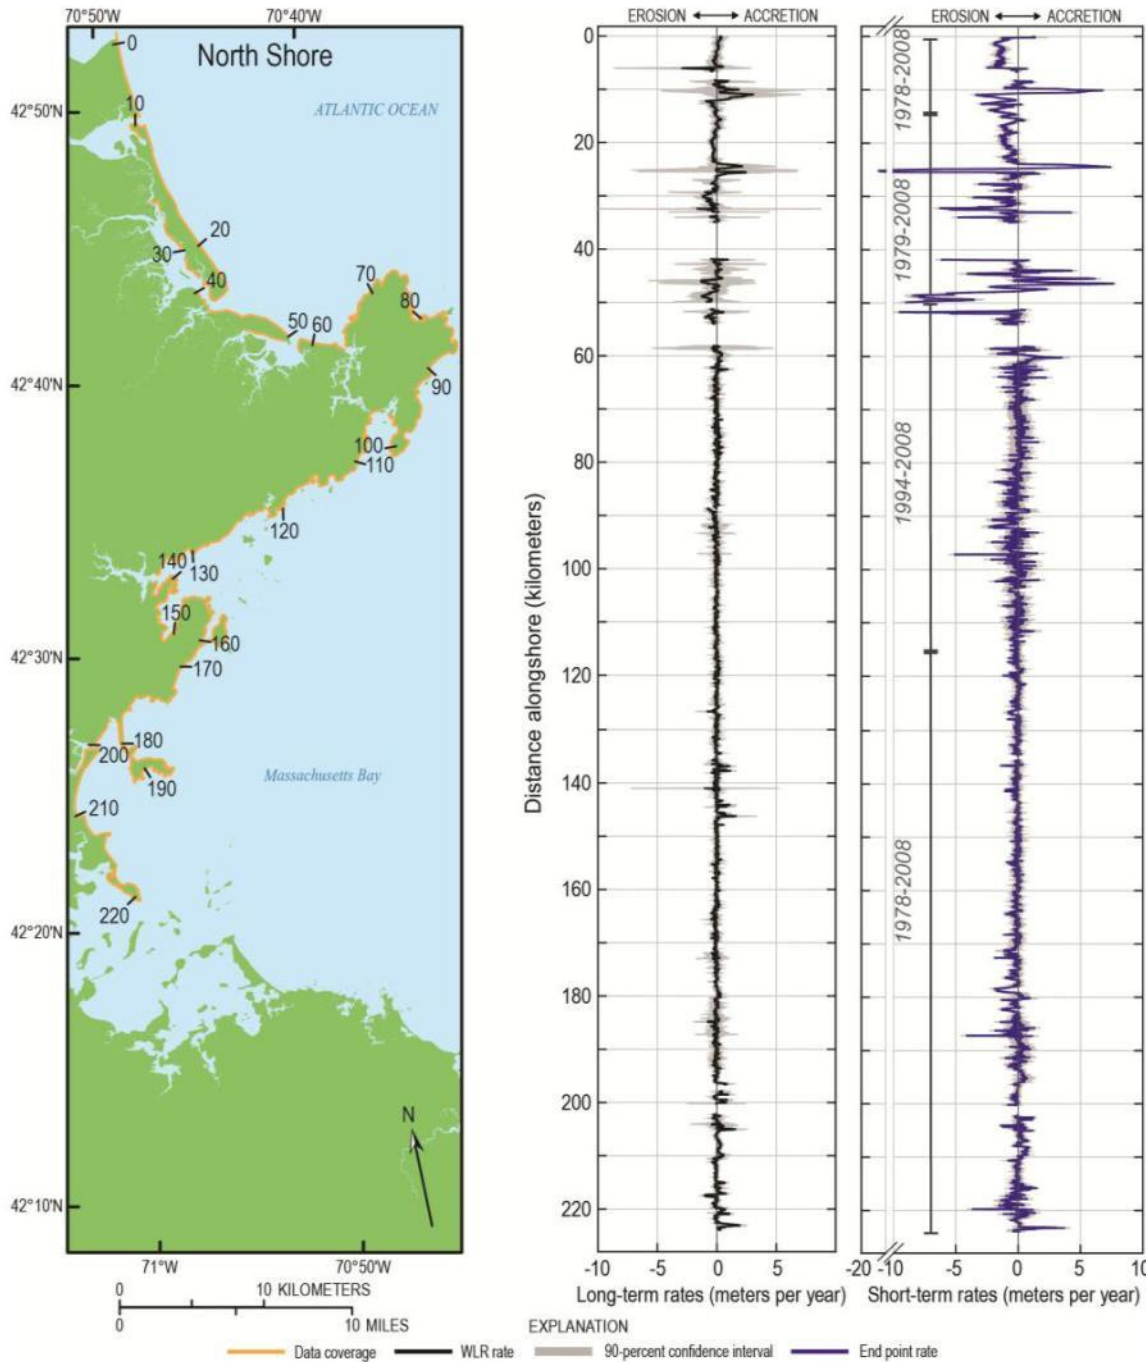 70°50'W
70°40'W
North Shore
ATLANTIC OCEAN
0
10
20
30
40
50
60
70
80
90
100
110
120
130
140
150
160
170
180
190
200
210
220
Massachusetts Bay
N
42°50'N
42°40'N
42°30'N
42°20'N
42°10'N
71°W
70°50'W
0 10 KILOMETERS
0 10 MILES
EROSION ACCRETION
Distance alongshore (kilometers)
0
20
40
60
80
100
120
140
160
180
200
220
-10 -5 0 5 10
Long-term rates (meters per year)
EROSION ACCRETION
1978-2008
1979-2008
1994-2008
1978-2008
-20 -10 -5 0 5 10
Short-term rates (meters per year)
EXPLANATION
Data coverage WLR rate 90-percent confidence interval End point rate